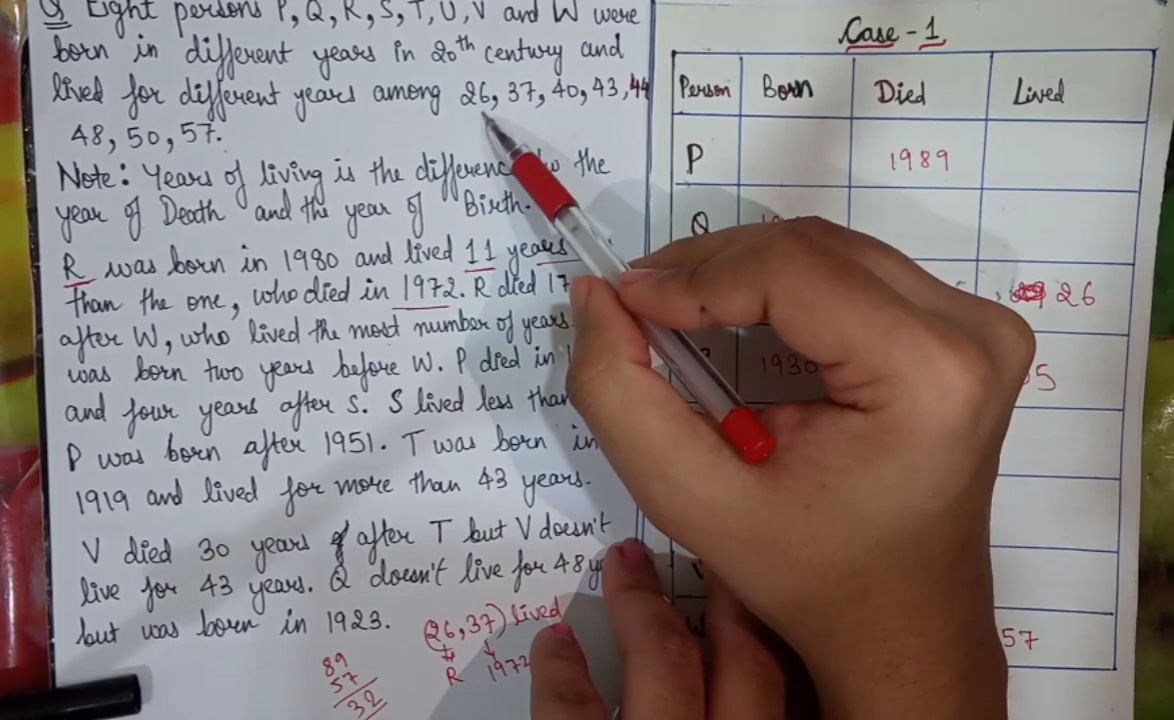 Q Eight persons P, Q, R, S, T, U, V and W were
born in different years in 20th century and
lived for different years among 26, 37, 40, 43, 44
48, 50, 57.
Note: Years of living is the difference b/w the
year of Death and the year of Birth.
R was born in 1980 and lived 11 years
than the one, who died in 1972. R died 17
after W, who lived the most number of years.
was born two years before W. P died in
and four years after S. S lived less than
P was born after 1951. T was born in
1919 and lived for more than 43 years.
V died 30 years after T but V doesn't
live for 43 years. Q doesn't live for 48
but was born in 1923.
(26, 37) lived
R 1972
89
57
32
Case - 1
Person Born Died Lived
P 1989
Q
26
1930
57